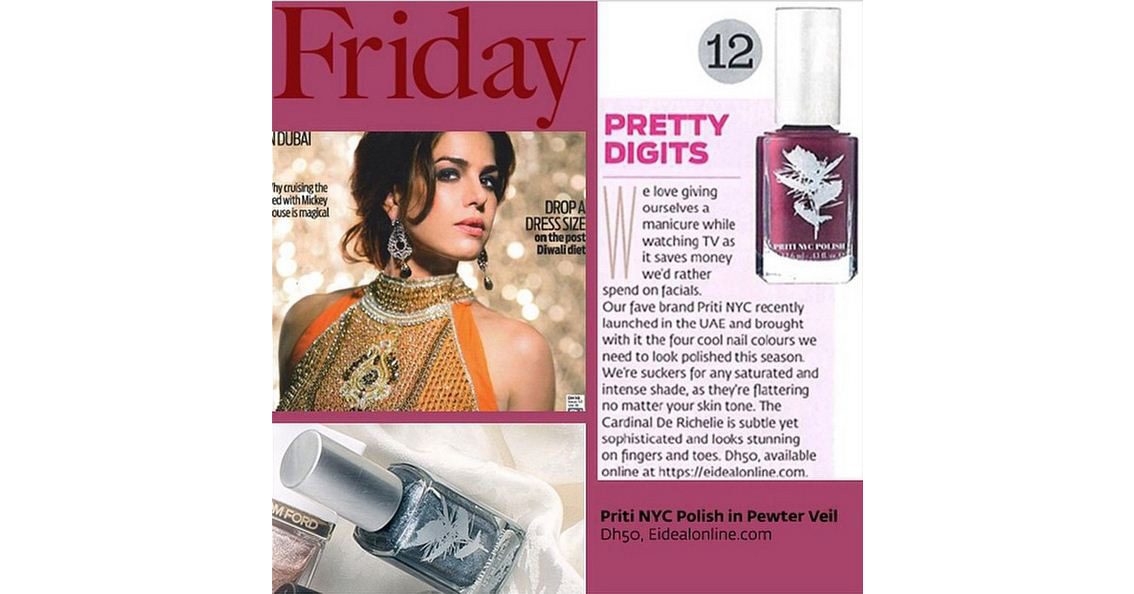 Friday
N DUBAI
hy cruising the
ed with Mickey
ouse is magical
DROP A
DRESS SIZE
on the post
Diwali diet
OM FORD
12
PRETTY
DIGITS
We love giving
ourselves a
manicure while
watching TV as
it saves money
we'd rather
spend on facials.
Our fave brand Priti NYC recently
launched in the UAE and brought
with it the four cool nail colours we
need to look polished this season.
We're suckers for any saturated and
intense shade, as they're flattering
no matter your skin tone. The
Cardinal De Richelie is subtle yet
sophisticated and looks stunning
on fingers and toes. Dh50, available
online at https://eidealonline.com.
PRITI NYC POLISH
Priti NYC Polish in Pewter Veil
Dh50, Eidealonline.com